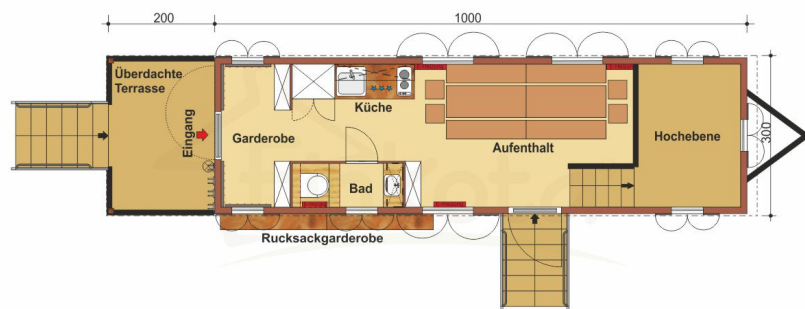 200
1000
Überdachte
Terrasse
Eingang
Garderobe
Küche
Bad
Aufenthalt
Hochebene
300
Rucksackgarderobe